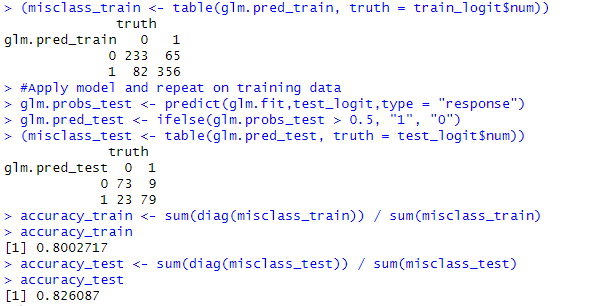 > (misclass_train <- table(glm.pred_train, truth = train_logit$num))
truth
glm.pred_train 0 1
0 233 65
1 82 356
> #Apply model and repeat on training data
> glm.probs_test <- predict(glm.fit,test_logit,type = "response")
> glm.pred_test <- ifelse(glm.probs_test > 0.5, "1", "0")
> (misclass_test <- table(glm.pred_test, truth = test_logit$num))
truth
glm.pred_test 0 1
0 73 9
1 23 79
> accuracy_train <- sum(diag(misclass_train)) / sum(misclass_train)
> accuracy_train
[1] 0.8002717
> accuracy_test <- sum(diag(misclass_test)) / sum(misclass_test)
> accuracy_test
[1] 0.826087